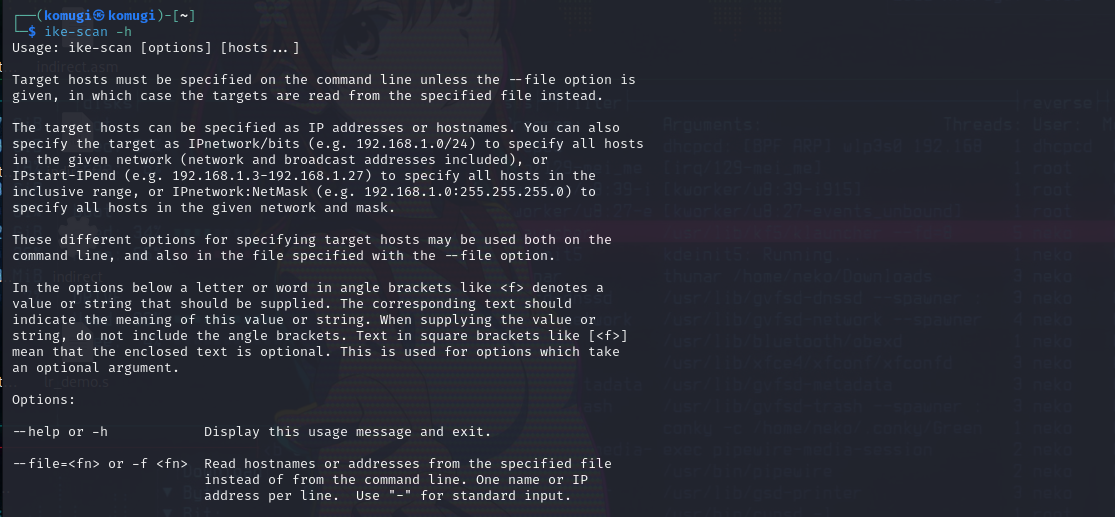 ┌──(komugi㉿komugi)-[~]
└─$ ike-scan -h
Usage: ike-scan [options] [hosts...]
Target hosts must be specified on the command line unless the --file option is
given, in which case the targets are read from the specified file instead.
The target hosts can be specified as IP addresses or hostnames. You can also
specify the target as IPnetwork/bits (e.g. 192.168.1.0/24) to specify all hosts
in the given network (network and broadcast addresses included), or
IPstart-IPend (e.g. 192.168.1.3-192.168.1.27) to specify all hosts in the
inclusive range, or IPnetwork:NetMask (e.g. 192.168.1.0:255.255.255.0) to
specify all hosts in the given network and mask.
These different options for specifying target hosts may be used both on the
command line, and also in the file specified with the --file option.
In the options below a letter or word in angle brackets like <f> denotes a
value or string that should be supplied. The corresponding text should
indicate the meaning of this value or string. When supplying the value or
string, do not include the angle brackets. Text in square brackets like [<f>]
mean that the enclosed text is optional. This is used for options which take
an optional argument.
Options:
--help or -h            Display this usage message and exit.
--file=<fn> or -f <fn>  Read hostnames or addresses from the specified file
                        instead of from the command line. One name or IP
                        address per line.  Use "-" for standard input.
indirect.asm
Indirect
lr_demo.s
Arguments:
Threads:
User: